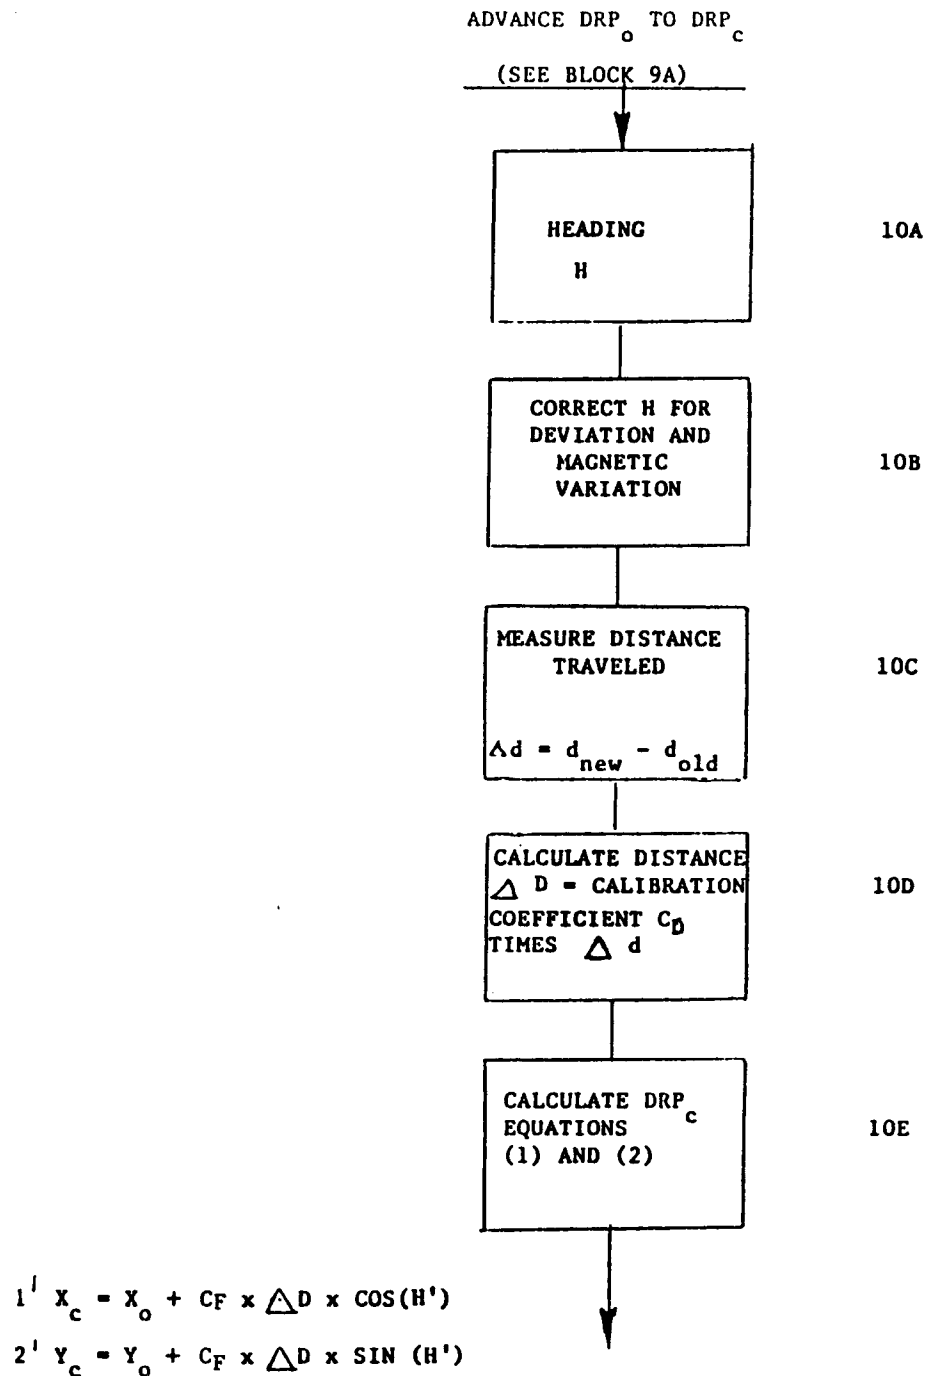 ADVANCE DRPo TO DRPc
(SEE BLOCK 9A)
HEADING
H
10A
CORRECT H FOR
DEVIATION AND
MAGNETIC
VARIATION
10B
MEASURE DISTANCE
TRAVELED
Δd = dnew - dold
10C
CALCULATE DISTANCE
Δ D = CALIBRATION
COEFFICIENT CD
TIMES Δ d
10D
CALCULATE DRPc
EQUATIONS
(1) AND (2)
10E
1' Xc = Xo + CF x ΔD x COS(H')
2' Yc = Yo + CF x ΔD x SIN (H')